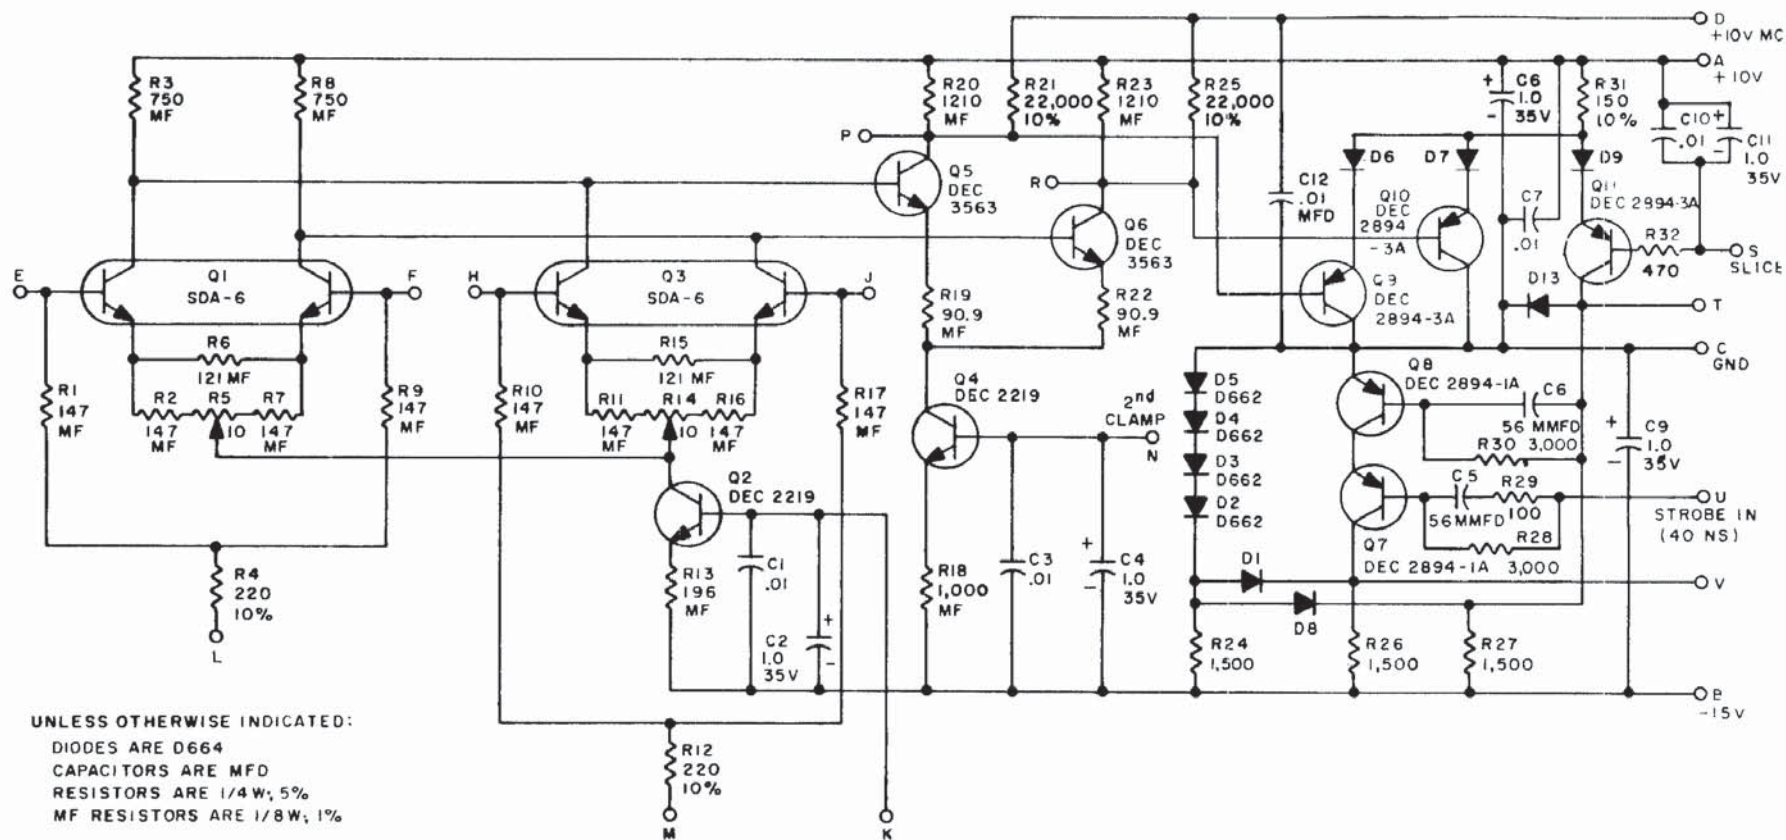 D
+10V MC
A
+10V
R3
750
MF
R8
750
MF
R20
1210
MF
R21
22,000
10%
R23
1210
MF
R25
22,000
10%
+
C6
1.0
35V
-
R31
150
10%
C10
.01
+
-
C11
1.0
35V
P
Q5
DEC
3563
R
Q6
DEC
3563
C12
.01
MFD
D6
D7
D9
Q10
DEC
2894
-3A
C7
.01
Q11
DEC 2894-3A
R32
470
S
SLICE
E
Q1
SDA-6
F
H
Q3
SDA-6
J
R19
90.9
MF
R22
90.9
MF
Q9
DEC
2894-3A
D13
T
C
GND
R6
121 MF
R15
121 MF
R1
147
MF
R2
147
MF
R5
10
R7
147
MF
R9
147
MF
R10
147
MF
R11
147
MF
R14
10
R16
147
MF
R17
147
MF
Q4
DEC 2219
2nd
CLAMP
N
D5
D662
D4
D662
D3
D662
D2
D662
Q8
DEC 2894-1A
C6
56 MMFD
R30
3,000
+
C9
1.0
35V
-
Q2
DEC 2219
C5
56MMFD
R29
100
U
STROBE IN
(40 NS)
R28
3,000
Q7
DEC 2894-1A
R4
220
10%
L
R13
196
MF
C1
.01
+
C2
1.0
35V
-
R18
1,000
MF
C3
.01
+
C4
1.0
35V
-
D1
V
D8
R24
1,500
R26
1,500
R27
1,500
B
-15V
R12
220
10%
M
K
UNLESS OTHERWISE INDICATED:
DIODES ARE D664
CAPACITORS ARE MFD
RESISTORS ARE 1/4W; 5%
MF RESISTORS ARE 1/8W; 1%